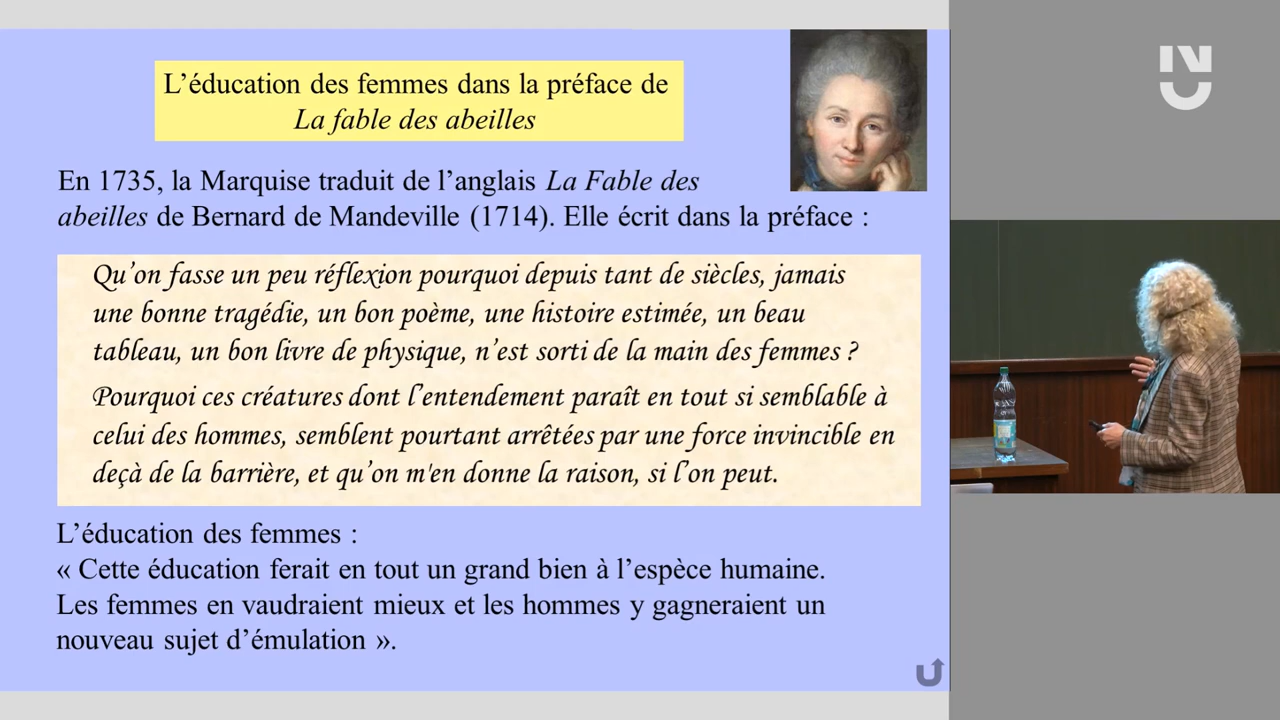 L'éducation des femmes dans la préface de
La fable des abeilles
En 1735, la Marquise traduit de l'anglais La Fable des
abeilles de Bernard de Mandeville (1714). Elle écrit dans la préface :
Qu'on fasse un peu réflexion pourquoi depuis tant de siècles, jamais
une bonne tragédie, un bon poème, une histoire estimée, un beau
tableau, un bon livre de physique, n'est sorti de la main des femmes ?
Pourquoi ces créatures dont l'entendement paraît en tout si semblable à
celui des hommes, semblent pourtant arrêtées par une force invincible en
deçà de la barrière, et qu'on m'en donne la raison, si l'on peut.
L'éducation des femmes :
« Cette éducation ferait en tout un grand bien à l'espèce humaine.
Les femmes en vaudraient mieux et les hommes y gagneraient un
nouveau sujet d'émulation ».